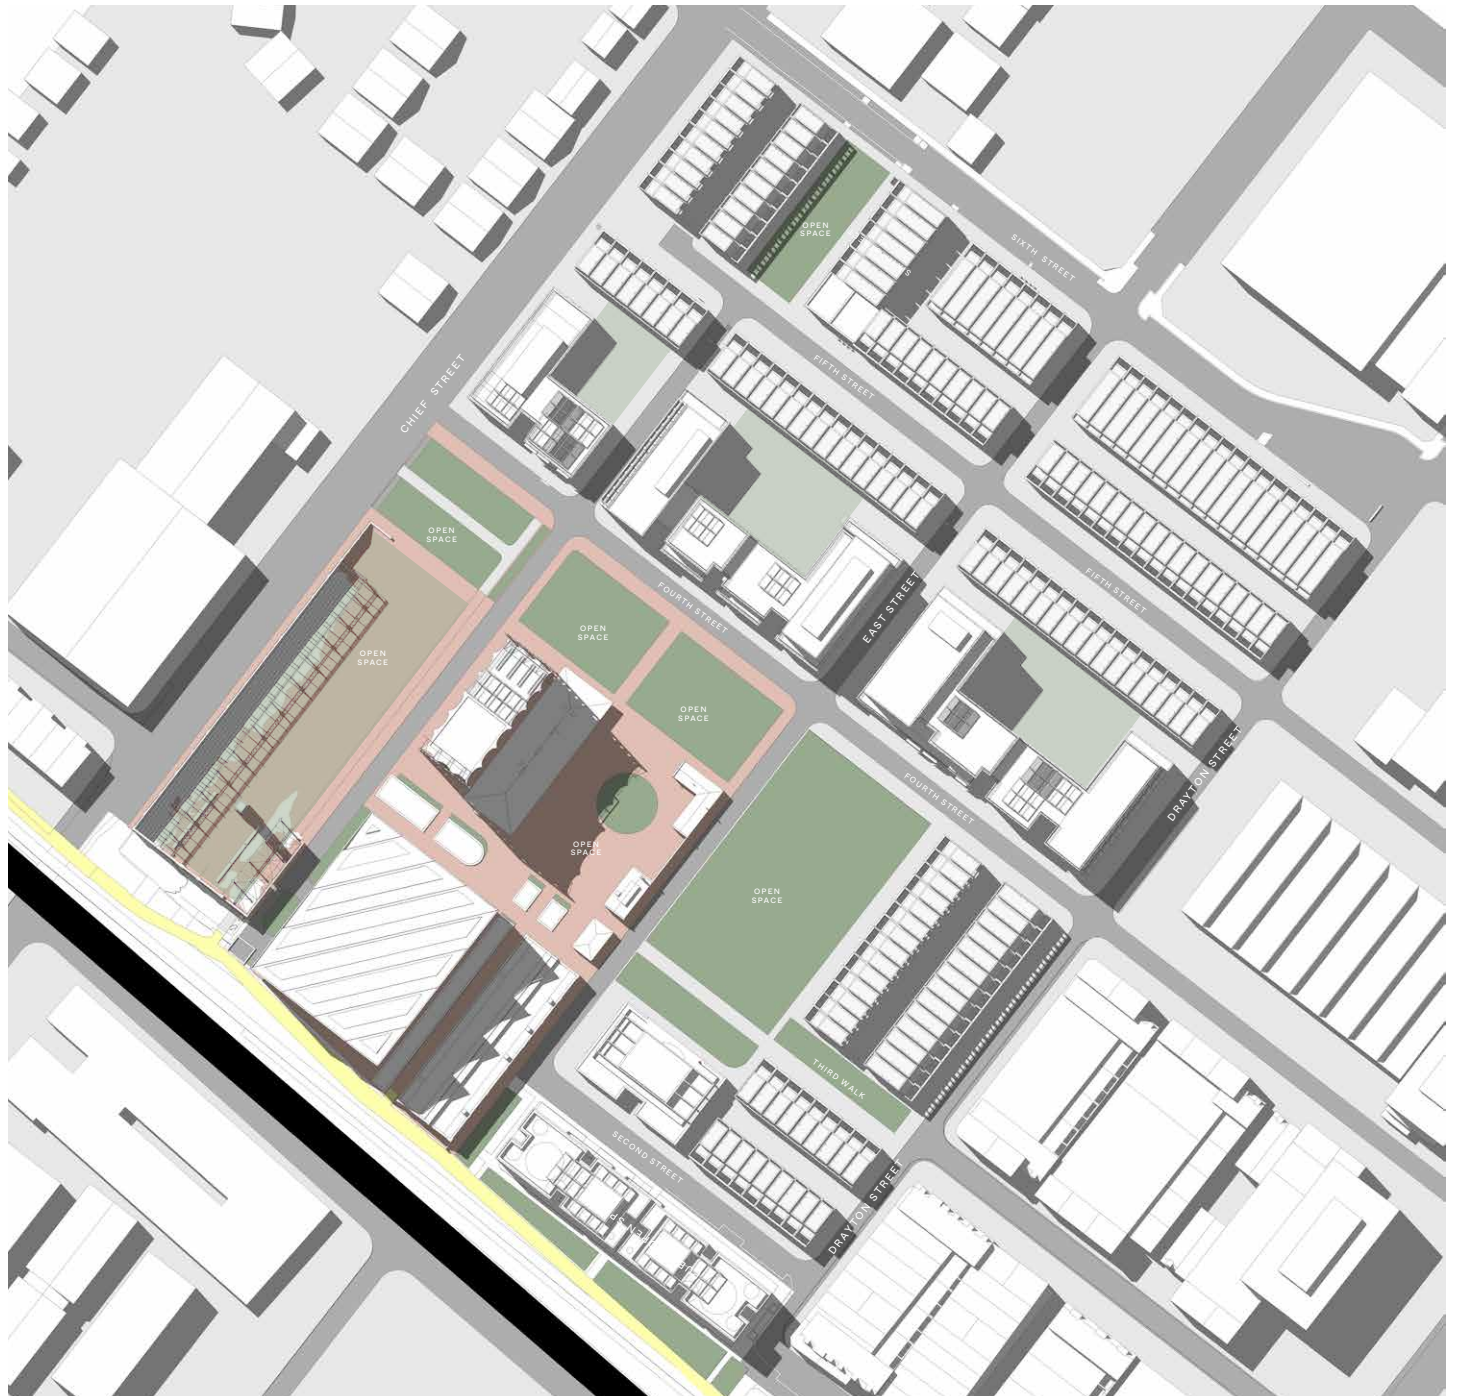 OPEN
SPACE
SIXTH STREET
FIFTH STREET
CHIEF STREET
OPEN
SPACE
FIFTH STREET
FOURTH STREET
EAST STREET
OPEN
SPACE
OPEN
SPACE
OPEN
SPACE
DRAYTON STREET
FOURTH STREET
OPEN
SPACE
OPEN
SPACE
THIRD WALK
SECOND STREET
DRAYTON STREET